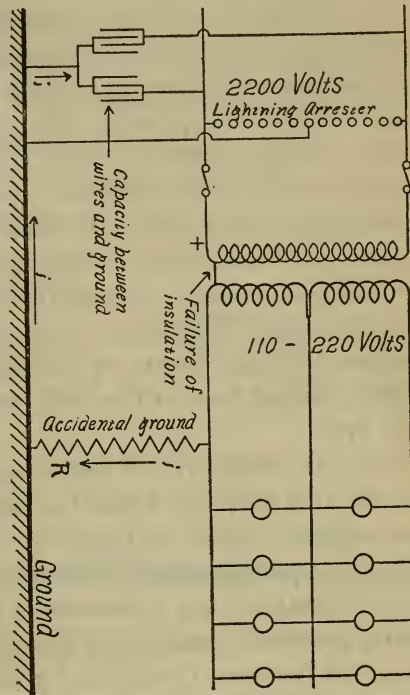 2200 Volts
Lightning Arrester
i
Capacity between
wires and ground
i
+
Failure of
insulation
110 - 220 Volts
Accidental ground
i
R
Ground